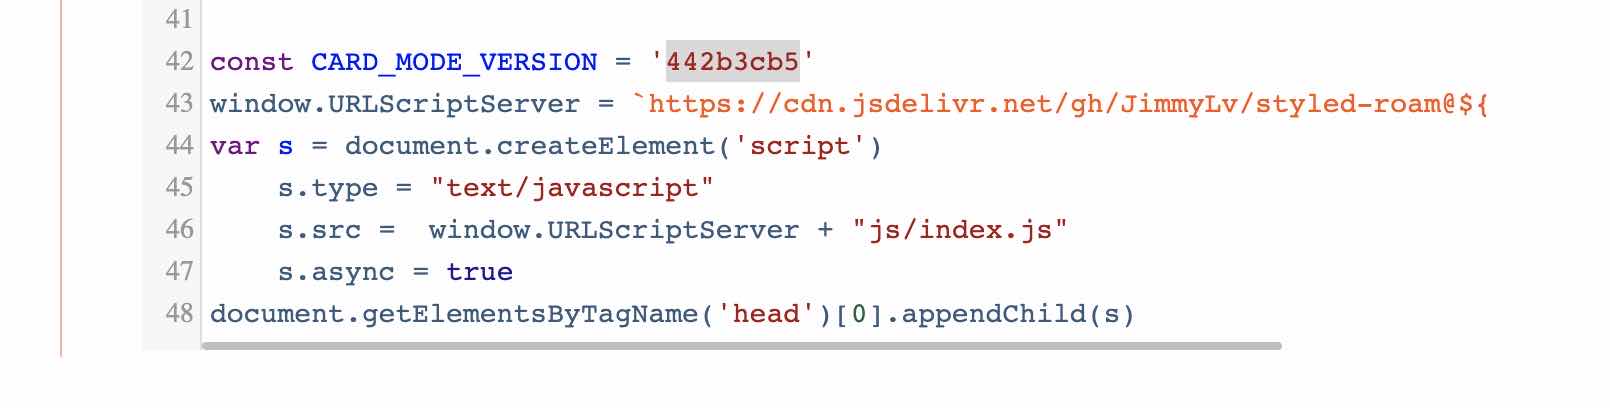 41
42 const CARD_MODE_VERSION = '442b3cb5'
43 window.URLScriptServer = `https://cdn.jsdelivr.net/gh/JimmyLv/styled-roam@${
44 var s = document.createElement('script')
45     s.type = "text/javascript"
46     s.src =  window.URLScriptServer + "js/index.js"
47     s.async = true
48 document.getElementsByTagName('head')[0].appendChild(s)